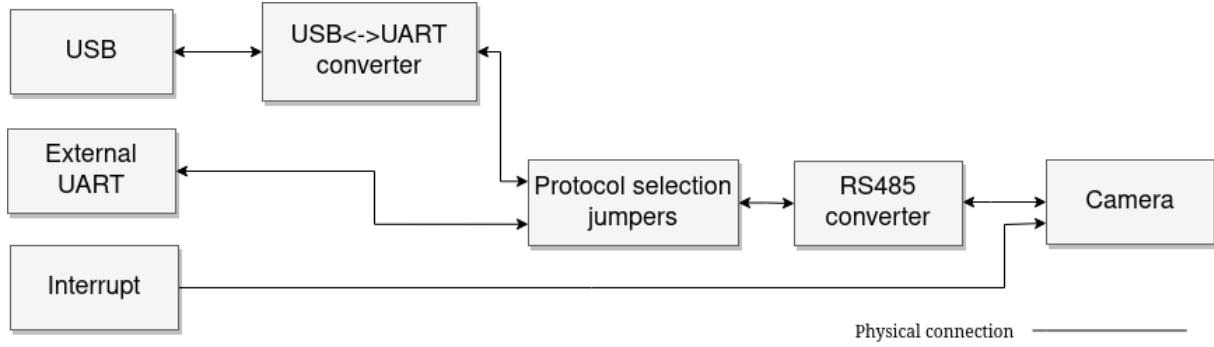 USB
USB<->UART
converter
External
UART
Protocol selection
jumpers
RS485
converter
Camera
Interrupt
Physical connection